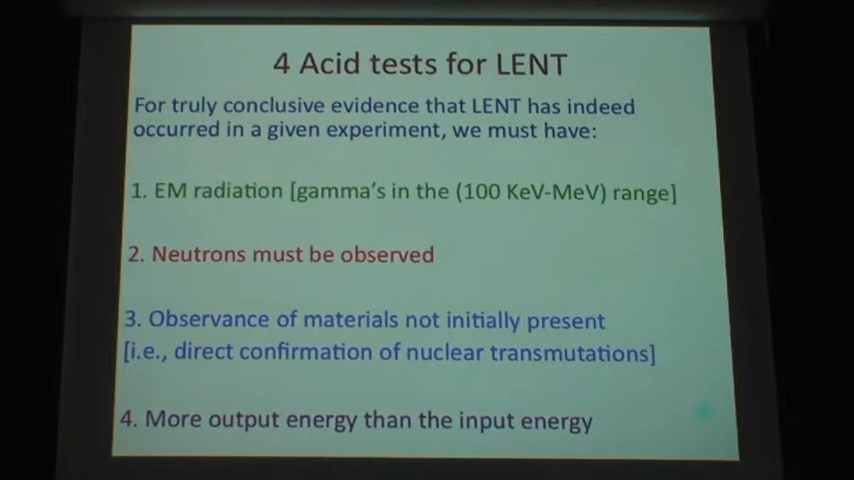 4 Acid tests for LENT
For truly conclusive evidence that LENT has indeed
occurred in a given experiment, we must have:
1. EM radiation [gamma's in the (100 KeV-MeV) range]
2. Neutrons must be observed
3. Observance of materials not initially present
[i.e., direct confirmation of nuclear transmutations]
4. More output energy than the input energy